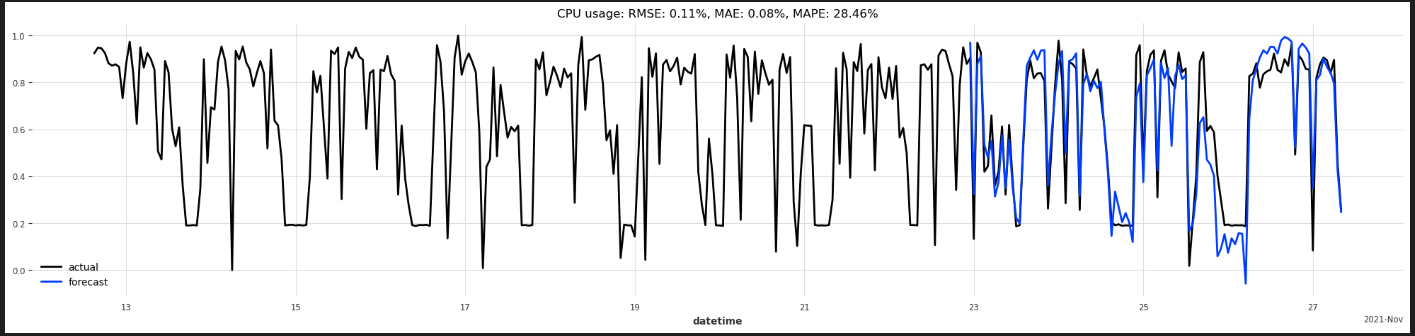 CPU usage: RMSE: 0.11%, MAE: 0.08%, MAPE: 28.46%
1.0
0.8
0.6
0.4
0.2
0.0
actual
forecast
13 15 17 19 21 23 25 27
datetime
2021-Nov